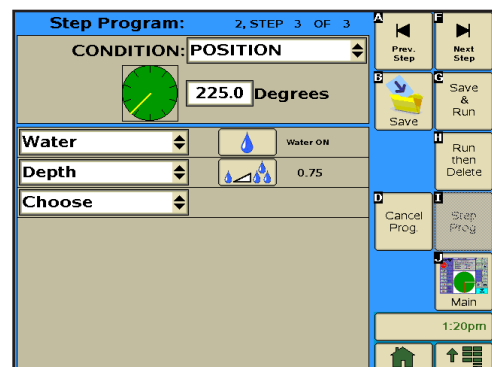 Step Program: 2, STEP 3 OF 3
CONDITION: POSITION
225.0 Degrees
Water
Water ON
Depth
0.75
Choose
A
Prev.
Step
F
Next
Step
B
Save
G
Save
&
Run
H
Run
then
Delete
D
Cancel
Prog.
I
Step
Prog
J
Main
1:20pm